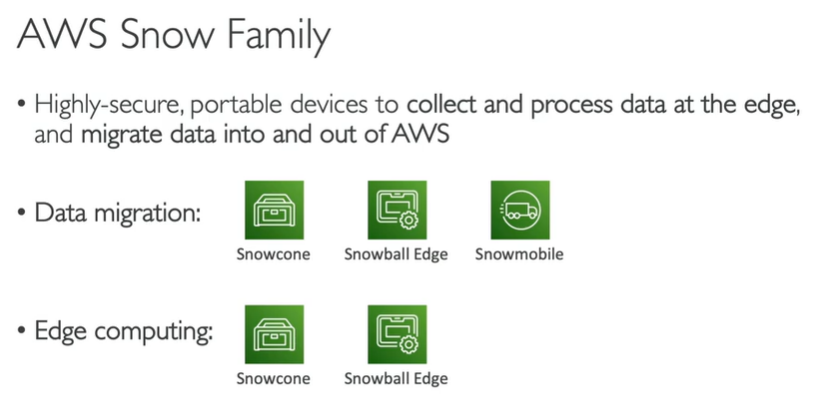 AWS Snow Family
• Highly-secure, portable devices to collect and process data at the edge,
and migrate data into and out of AWS
• Data migration:
Snowcone Snowball Edge Snowmobile
• Edge computing:
Snowcone Snowball Edge